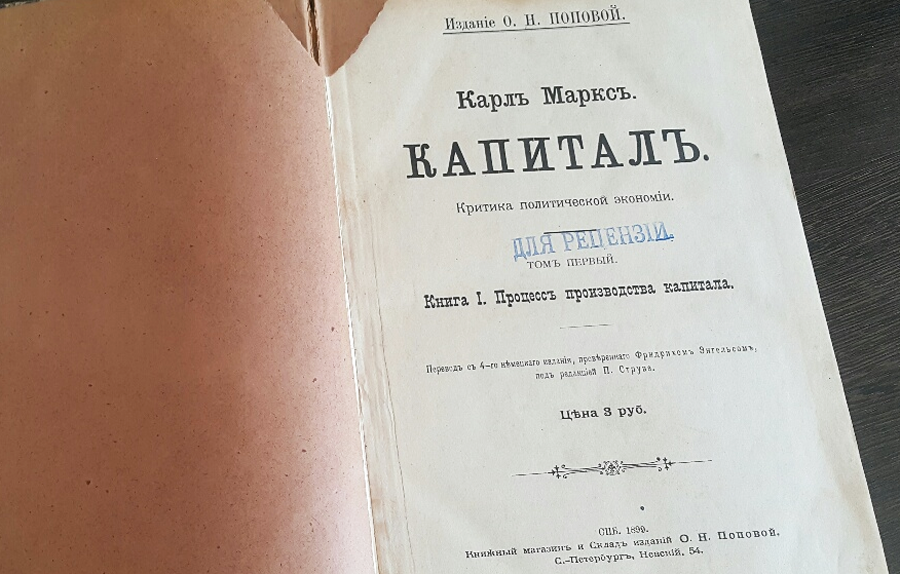 Изданіе О. Н. ПОПОВОЙ.
Карлъ Марксъ.
КАПИТАЛЪ.
Критика политической экономіи.
ДЛЯ РЕЦЕНЗІИ.
ТОМЪ ПЕРВЫЙ.
Книга I. Процессъ производства капитала.
Переводъ съ 4-го нѣмецкаго изданія, провѣреннаго Фридрихомъ Энгельсомъ,
подъ редакціей П. Струве.
Цѣна 3 руб.
СПБ. 1899.
Книжный магазинъ и Складъ изданій О. Н. Поповой.
С.-Петербургъ, Невскій, 54.